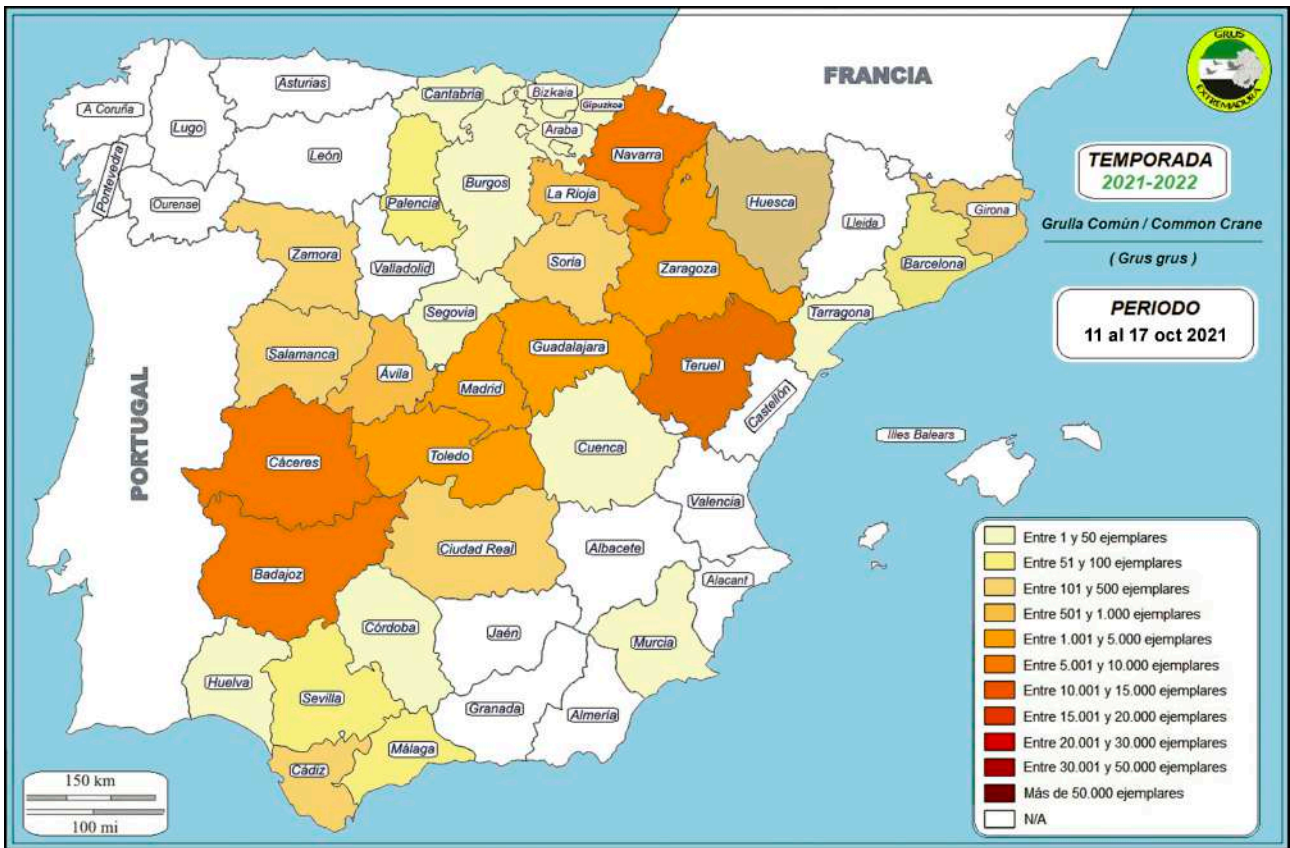 FRANCIA
GRUS
EXTREMADURA
TEMPORADA
2021-2022
Grulla Común / Common Crane
( Grus grus )
PERIODO
11 al 17 oct 2021
A Coruña
Lugo
Asturias
Cantabria
Bizkaia
Gipuzkoa
Araba
Navarra
León
Pontevedra
Ourense
Palencia
Burgos
La Rioja
Huesca
Lleida
Girona
Barcelona
Zamora
Valladolid
Soria
Zaragoza
Tarragona
Segovia
Salamanca
Ávila
Madrid
Guadalajara
Teruel
Castellón
PORTUGAL
Cáceres
Toledo
Cuenca
Illes Balears
Valencia
Badajoz
Ciudad Real
Albacete
Alacant
Córdoba
Jaén
Murcia
Huelva
Sevilla
Granada
Almería
Málaga
Cádiz
150 km
100 mi
Entre 1 y 50 ejemplares
Entre 51 y 100 ejemplares
Entre 101 y 500 ejemplares
Entre 501 y 1.000 ejemplares
Entre 1.001 y 5.000 ejemplares
Entre 5.001 y 10.000 ejemplares
Entre 10.001 y 15.000 ejemplares
Entre 15.001 y 20.000 ejemplares
Entre 20.001 y 30.000 ejemplares
Entre 30.001 y 50.000 ejemplares
Más de 50.000 ejemplares
N/A